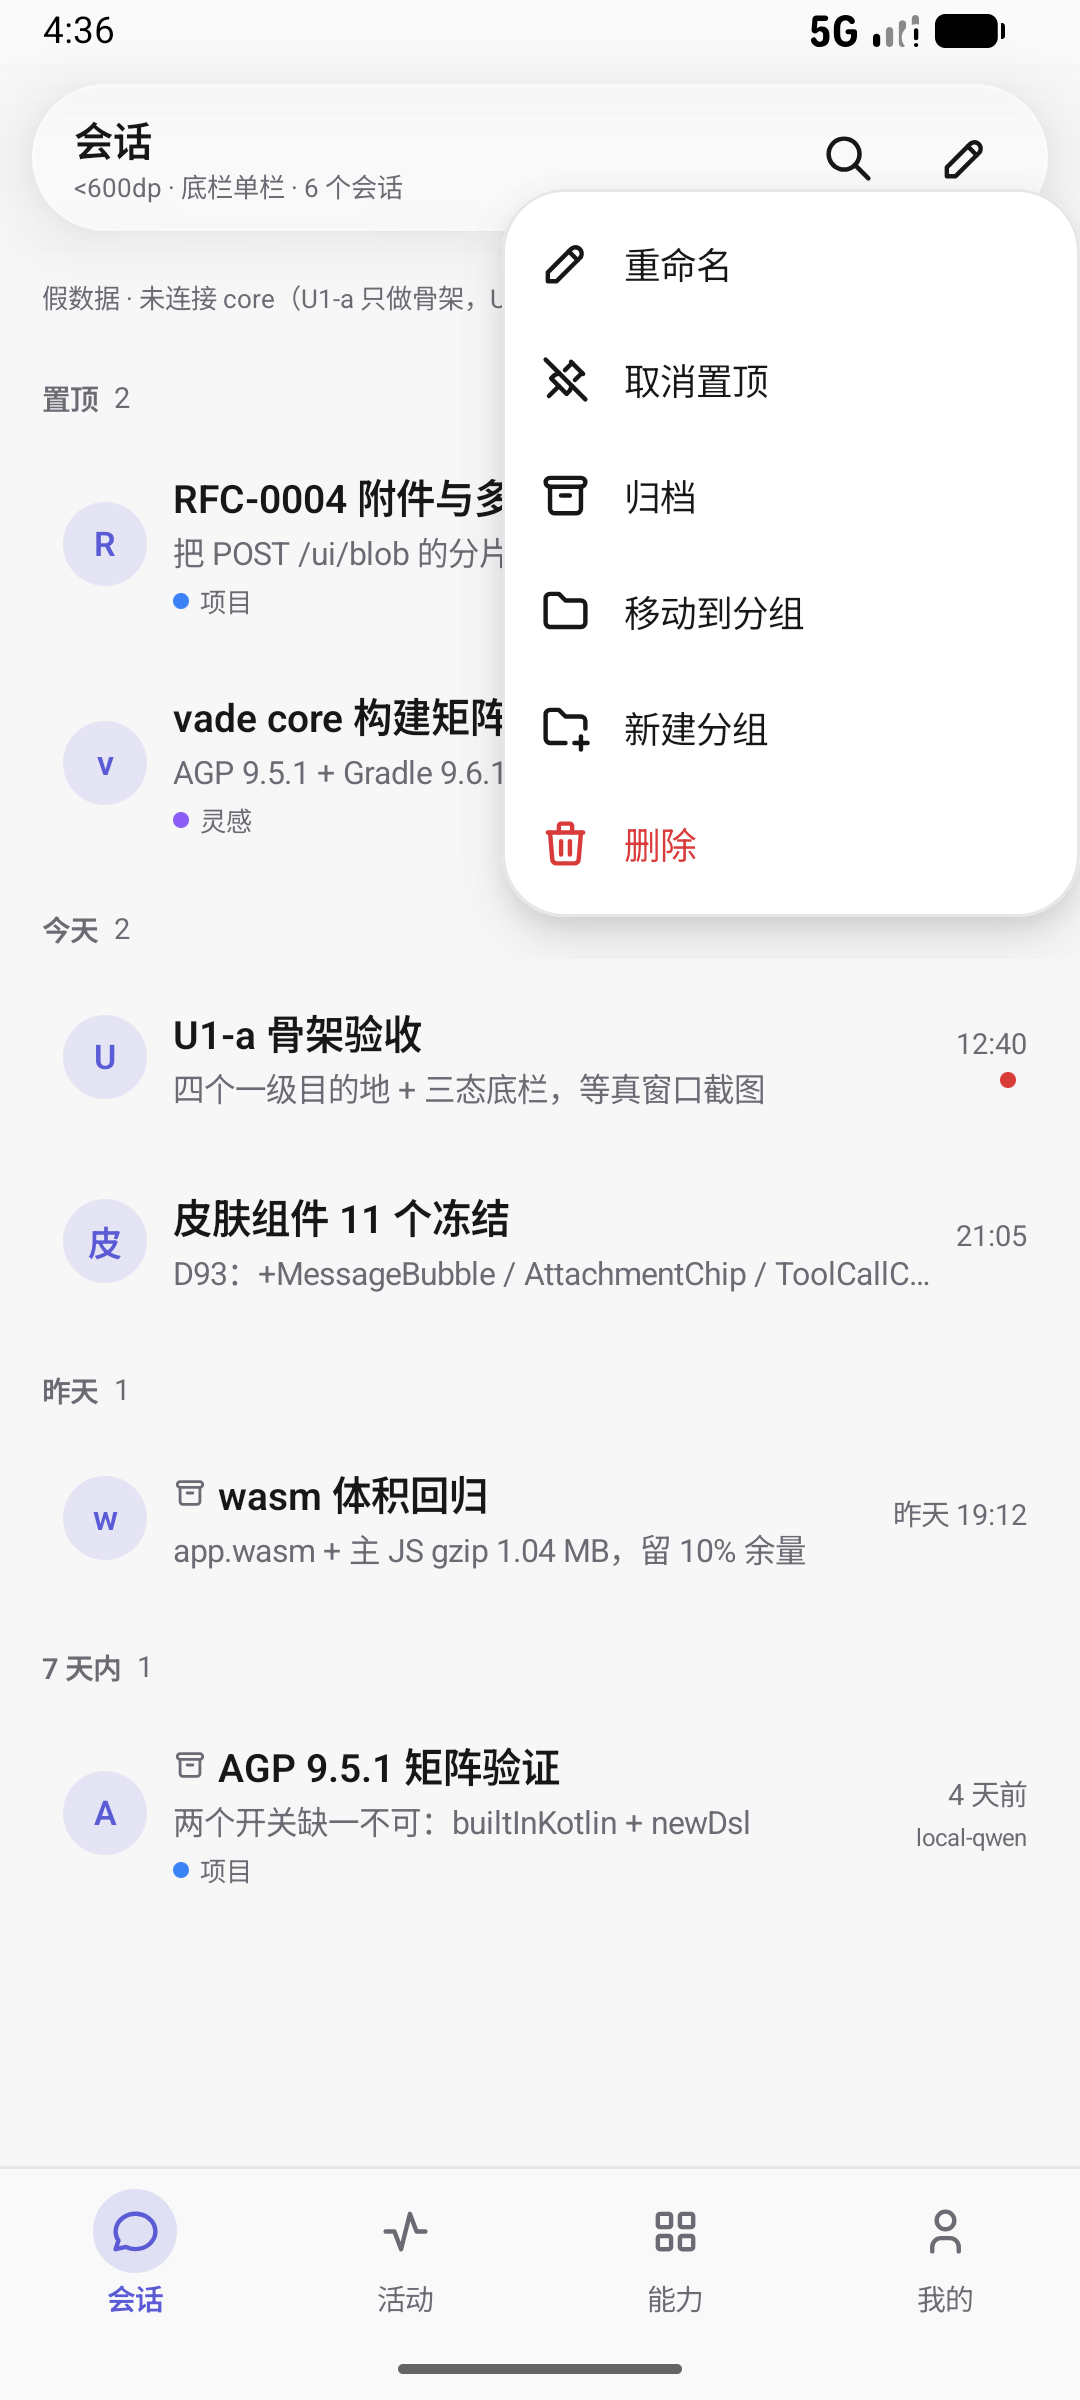 4:36
5G
会话
<600dp · 底栏单栏 · 6 个会话
假数据 · 未连接 core（U1-a 只做骨架，
置顶 2
R
RFC-0004 附件与多
把 POST /ui/blob 的分片
项目
v
vade core 构建矩阵
AGP 9.5.1 + Gradle 9.6.1
灵感
重命名
取消置顶
归档
移动到分组
新建分组
删除
今天 2
U
U1-a 骨架验收
12:40
四个一级目的地 + 三态底栏，等真窗口截图
皮
皮肤组件 11 个冻结
21:05
D93：+MessageBubble / AttachmentChip / ToolCallC...
昨天 1
w
wasm 体积回归
昨天 19:12
app.wasm + 主 JS gzip 1.04 MB，留 10% 余量
7 天内 1
A
AGP 9.5.1 矩阵验证
4 天前
两个开关缺一不可：builtInKotlin + newDsl
local-qwen
项目
会话
活动
能力
我的